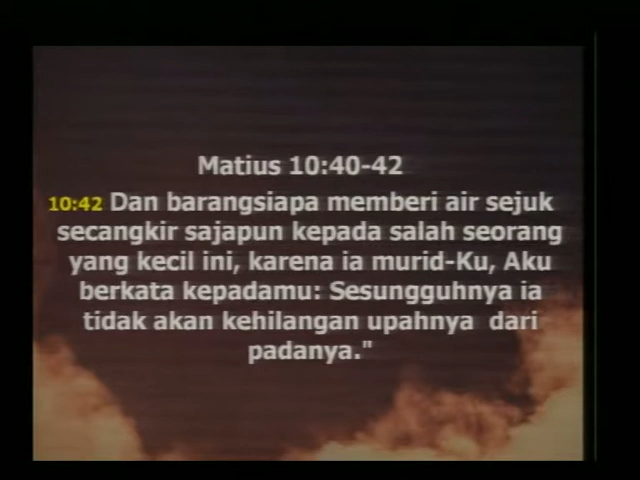 Matius 10:40-42
10:42 Dan barangsiapa memberi air sejuk
secangkir sajapun kepada salah seorang
yang kecil ini, karena ia murid-Ku, Aku
berkata kepadamu: Sesungguhnya ia
tidak akan kehilangan upahnya dari
padanya."